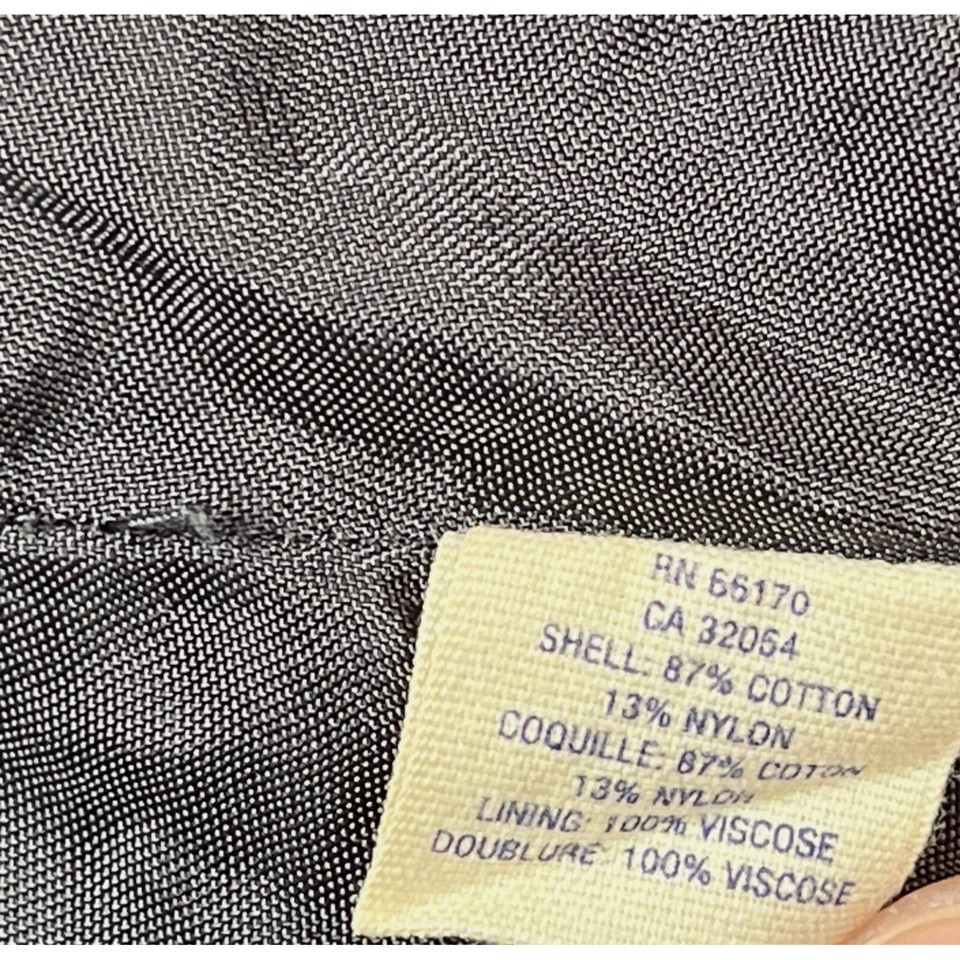 RN 66170
CA 32054
SHELL: 87% COTTON
13% NYLON
COQUILLE: 87% COTON
13% NYLON
LINING: 100% VISCOSE
DOUBLURE: 100% VISCOSE